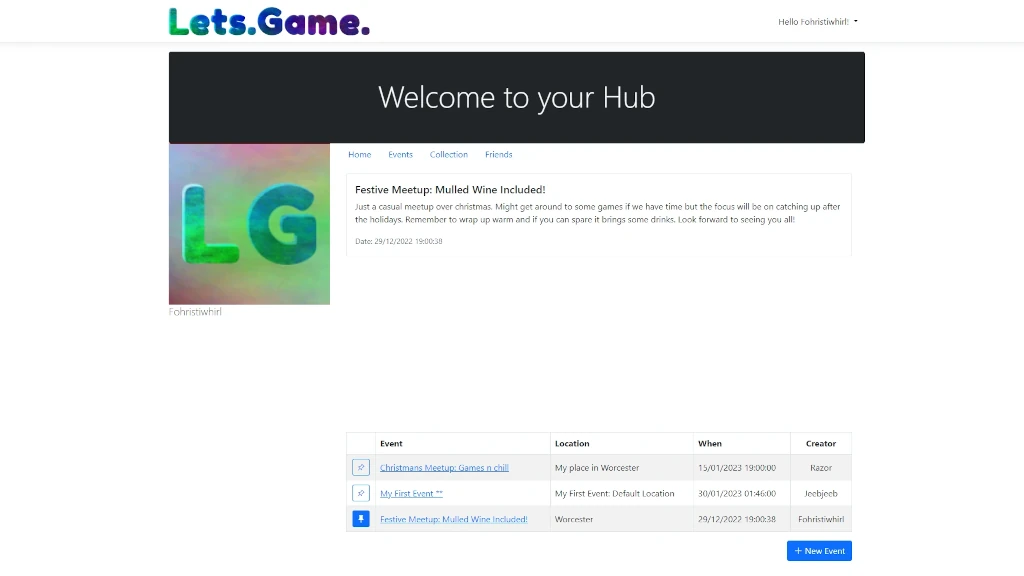 Lets.Game.
Hello Fohristiwhirl!
Welcome to your Hub
LG
Home Events Collection Friends
Festive Meetup: Mulled Wine Included!
Just a casual meetup over christmas. Might get around to some games if we have time but the focus will be on catching up after
the holidays. Remember to wrap up warm and if you can spare it brings some drinks. Look forward to seeing you all!
Date: 29/12/2022 19:00:38
Fohristiwhirl
Event Location When Creator
Christmans Meetup: Games n chill My place in Worcester 15/01/2023 19:00:00 Razor
My First Event ^^ My First Event: Default Location 30/01/2023 01:46:00 Jeebjeeb
Festive Meetup: Mulled Wine Included! Worcester 29/12/2022 19:00:38 Fohristiwhirl
+ New Event